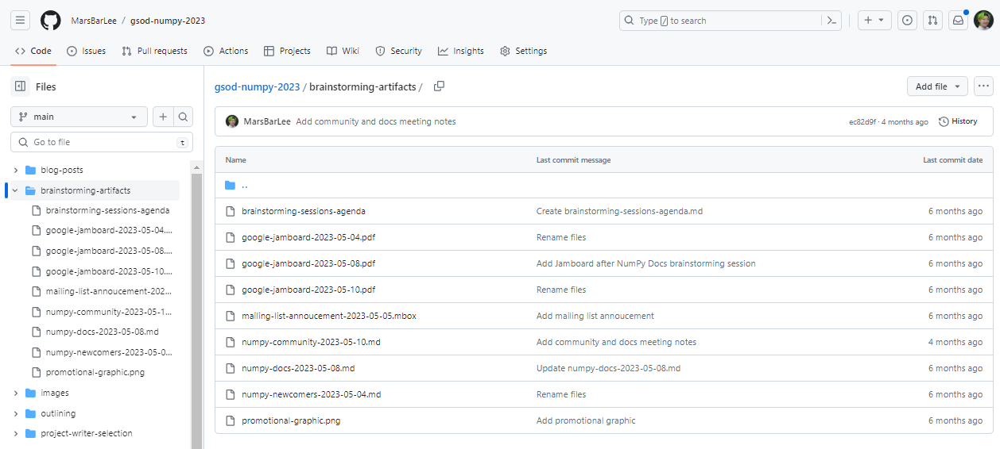 MarsBarLee / gsod-numpy-2023
Type / to search
Code Issues Pull requests Actions Projects Wiki Security Insights Settings
Files
main
Go to file t
blog-posts
brainstorming-artifacts
brainstorming-sessions-agenda
google-jamboard-2023-05-04....
google-jamboard-2023-05-08....
google-jamboard-2023-05-10....
mailing-list-annoucement-202...
numpy-community-2023-05-1...
numpy-docs-2023-05-08.md
numpy-newcomers-2023-05-0...
promotional-graphic.png
images
outlining
project-writer-selection
gsod-numpy-2023 / brainstorming-artifacts /
Add file
MarsBarLee Add community and docs meeting notes
ec82d9f · 4 months ago History
Name Last commit message Last commit date
..
brainstorming-sessions-agenda Create brainstorming-sessions-agenda.md 6 months ago
google-jamboard-2023-05-04.pdf Rename files 6 months ago
google-jamboard-2023-05-08.pdf Add Jamboard after NumPy Docs brainstorming session 6 months ago
google-jamboard-2023-05-10.pdf Rename files 6 months ago
mailing-list-annoucement-2023-05-05.mbox Add mailing list annoucement 6 months ago
numpy-community-2023-05-10.md Add community and docs meeting notes 4 months ago
numpy-docs-2023-05-08.md Update numpy-docs-2023-05-08.md 6 months ago
numpy-newcomers-2023-05-04.md Rename files 6 months ago
promotional-graphic.png Add promotional graphic 6 months ago